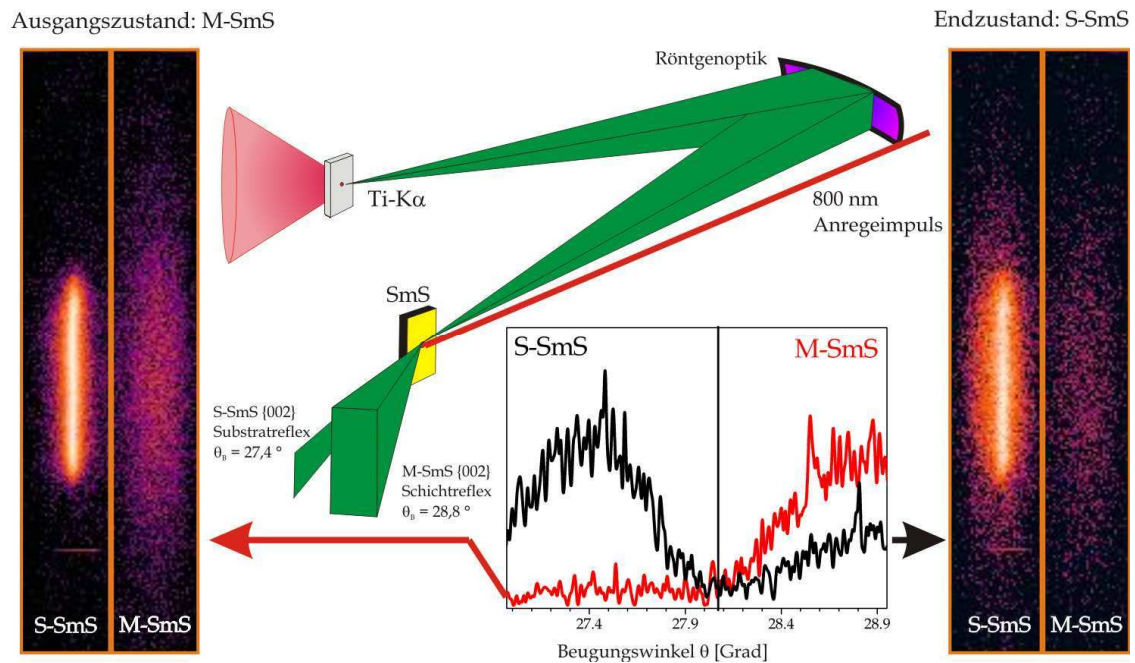 Ausgangszustand: M-SmS
Endzustand: S-SmS
Röntgenoptik
Ti-Kα
800 nm
Anregeimpuls
SmS
S-SmS {002}
Substratreflex
θB = 27,4 °
M-SmS {002}
Schichtreflex
θB = 28,8 °
S-SmS
M-SmS
27.4
27.9
28.4
28.9
Beugungswinkel θ [Grad]
S-SmS M-SmS
S-SmS M-SmS